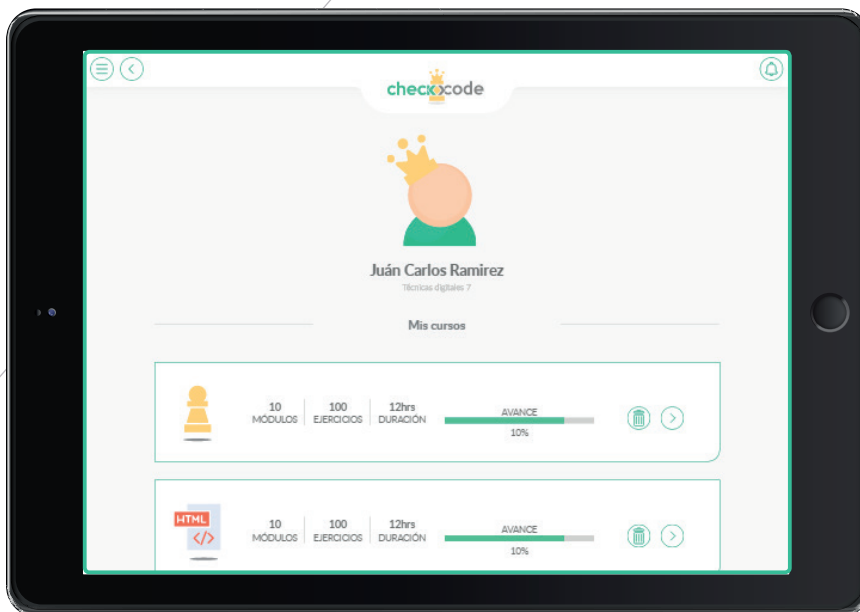 checkcode
Juán Carlos Ramirez
Técnicas digitales 7
Mis cursos
10 100 12hrs AVANCE
MÓDULOS EJERCICIOS DURACIÓN 10%
HTML
</>
10 100 12hrs AVANCE
MÓDULOS EJERCICIOS DURACIÓN 10%